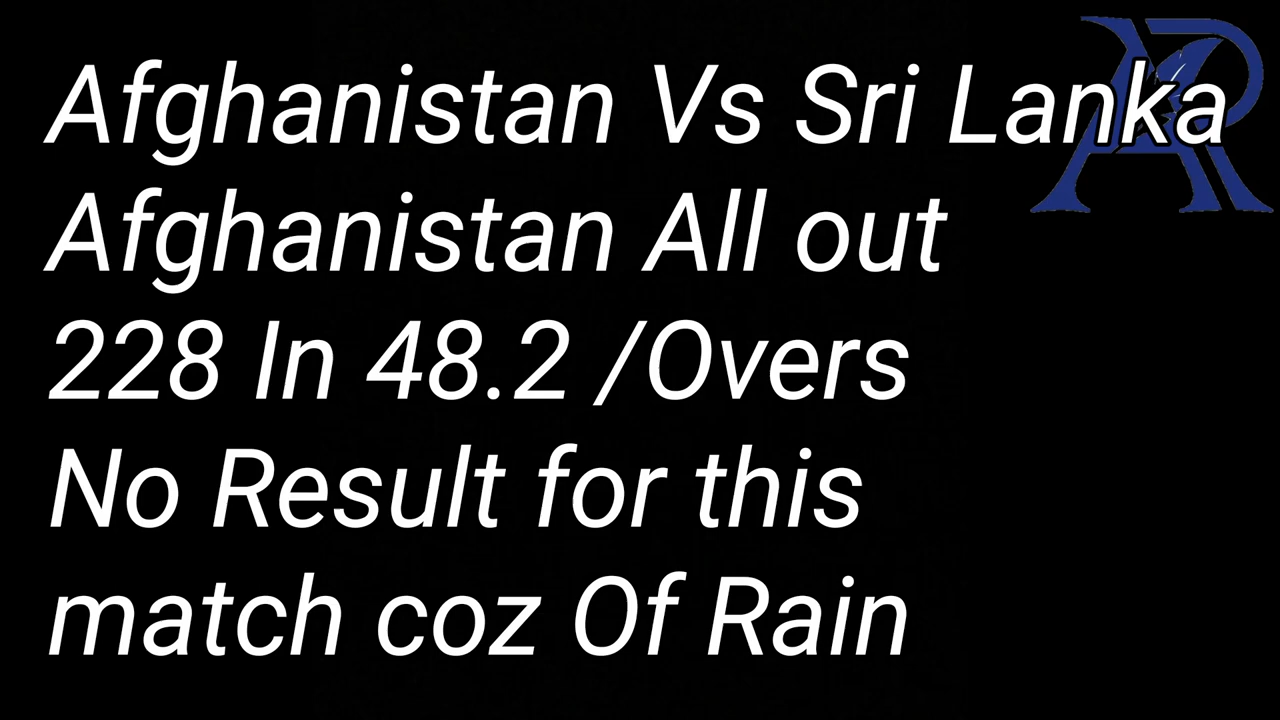 Afghanistan Vs Sri Lanka
Afghanistan All out
228 In 48.2 /Overs
No Result for this
match coz Of Rain